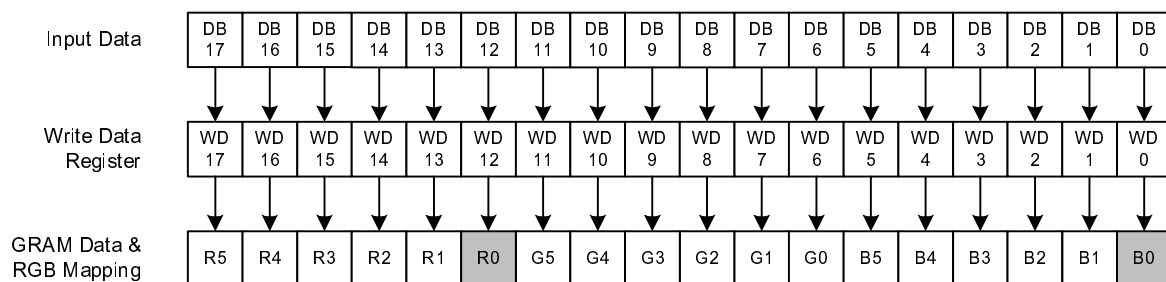 Input Data
DB DB DB DB DB DB DB DB DB DB DB DB DB DB DB DB DB DB
17 16 15 14 13 12 11 10 9 8 7 6 5 4 3 2 1 0
Write Data
Register
WD WD WD WD WD WD WD WD WD WD WD WD WD WD WD WD WD WD
17 16 15 14 13 12 11 10 9 8 7 6 5 4 3 2 1 0
GRAM Data &
RGB Mapping
R5 R4 R3 R2 R1 R0 G5 G4 G3 G2 G1 G0 B5 B4 B3 B2 B1 B0